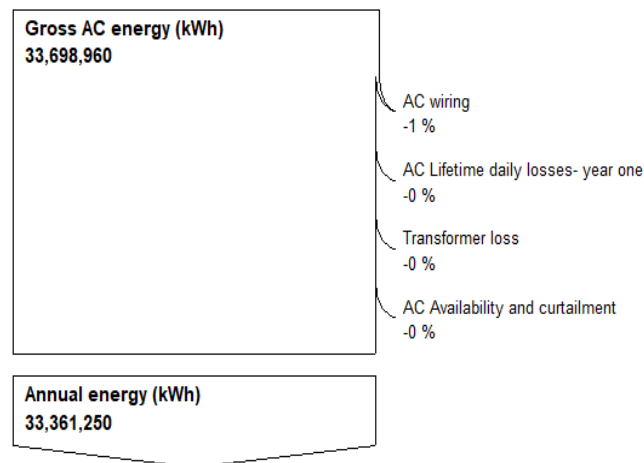 Gross AC energy (kWh)
33,698,960
AC wiring
-1 %
AC Lifetime daily losses- year one
-0 %
Transformer loss
-0 %
AC Availability and curtailment
-0 %
Annual energy (kWh)
33,361,250